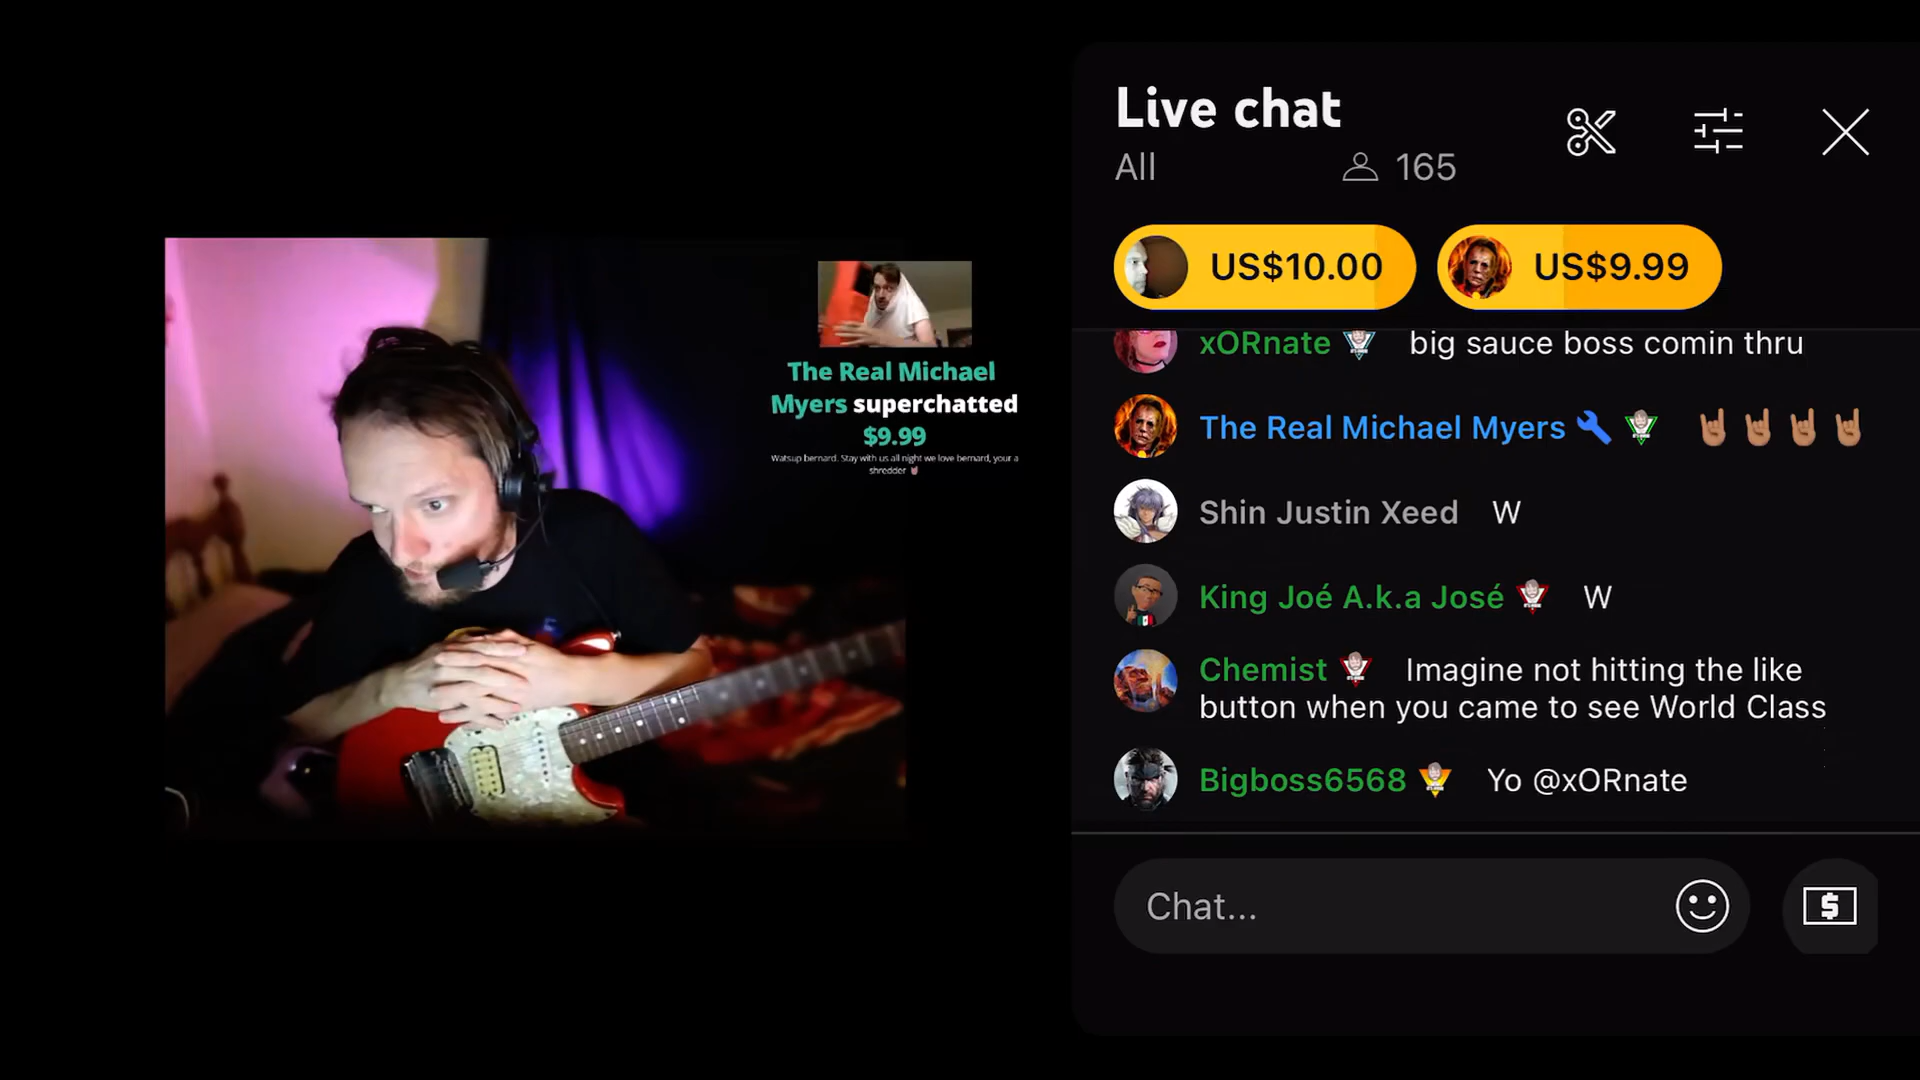 Live chat
All 165
US$10.00 US$9.99
The Real Michael
Myers superchatted
$9.99
Watsup bernard. Stay with us all night we love bernard, your a
shredder 🤘🏽
xORnate big sauce boss comin thru
The Real Michael Myers 🤘🏽🤘🏽🤘🏽🤘🏽
Shin Justin Xeed W
King Joé A.k.a José W
Chemist Imagine not hitting the like
button when you came to see World Class
Bigboss6568 Yo @xORnate
Chat...